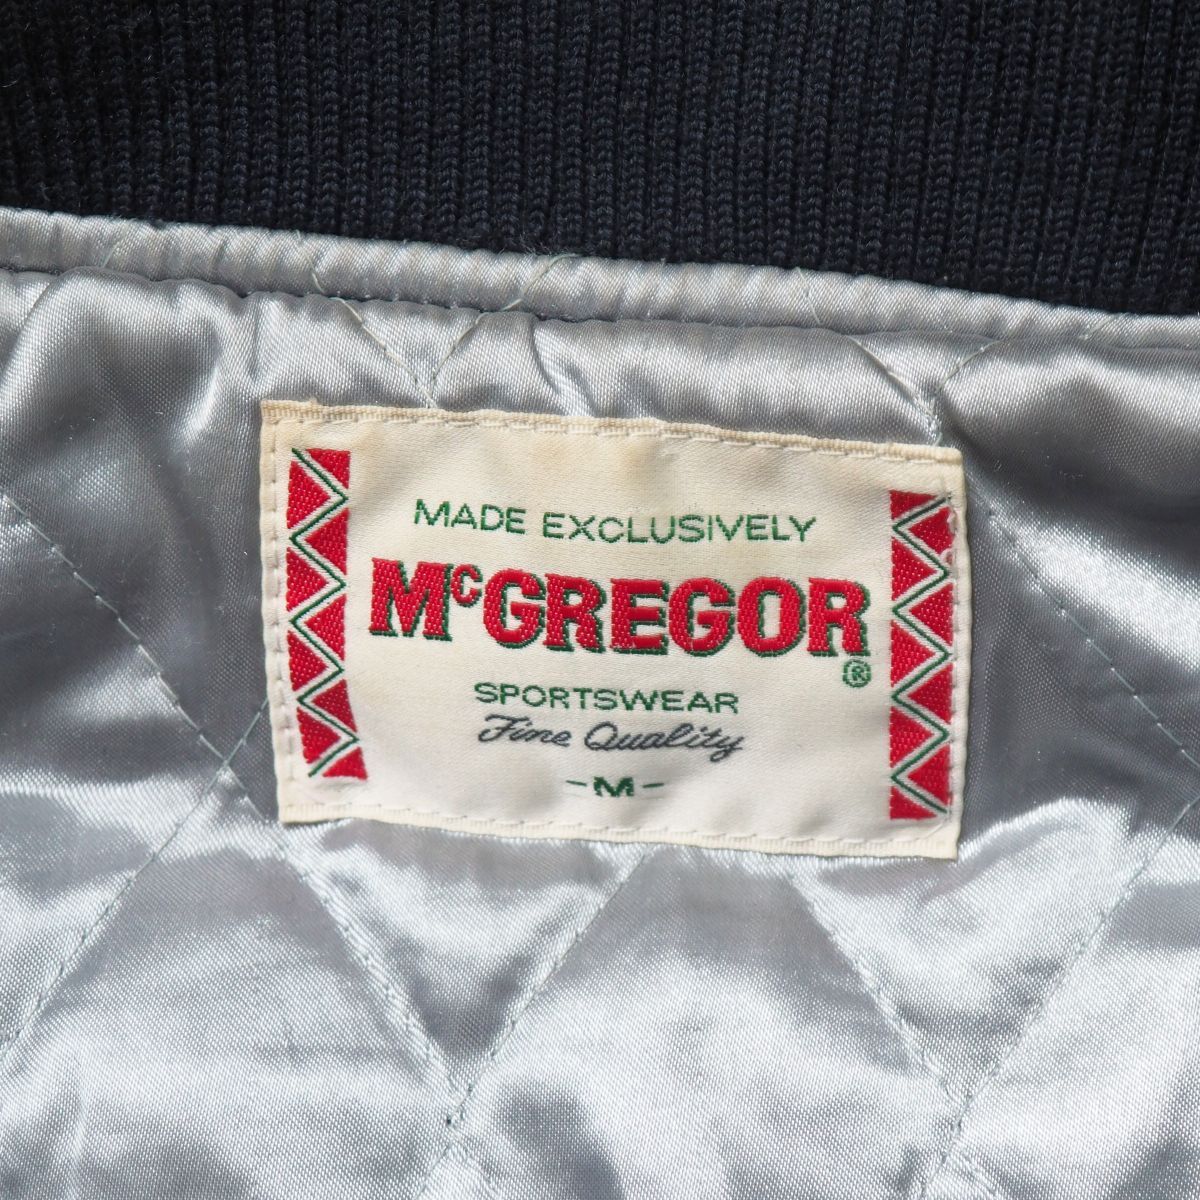 MADE EXCLUSIVELY
McGREGOR®
SPORTSWEAR
Fine Quality
-M-